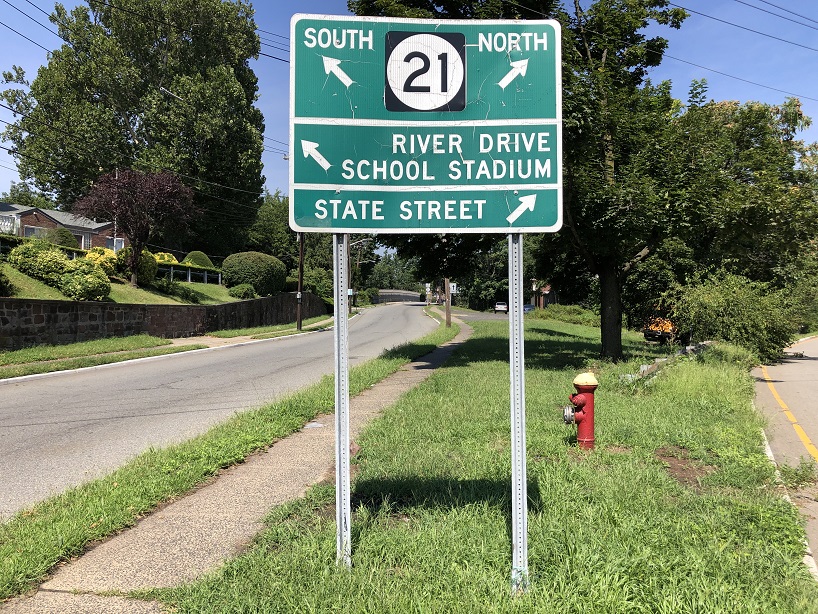 SOUTH 21 NORTH
RIVER DRIVE
SCHOOL STADIUM
STATE STREET